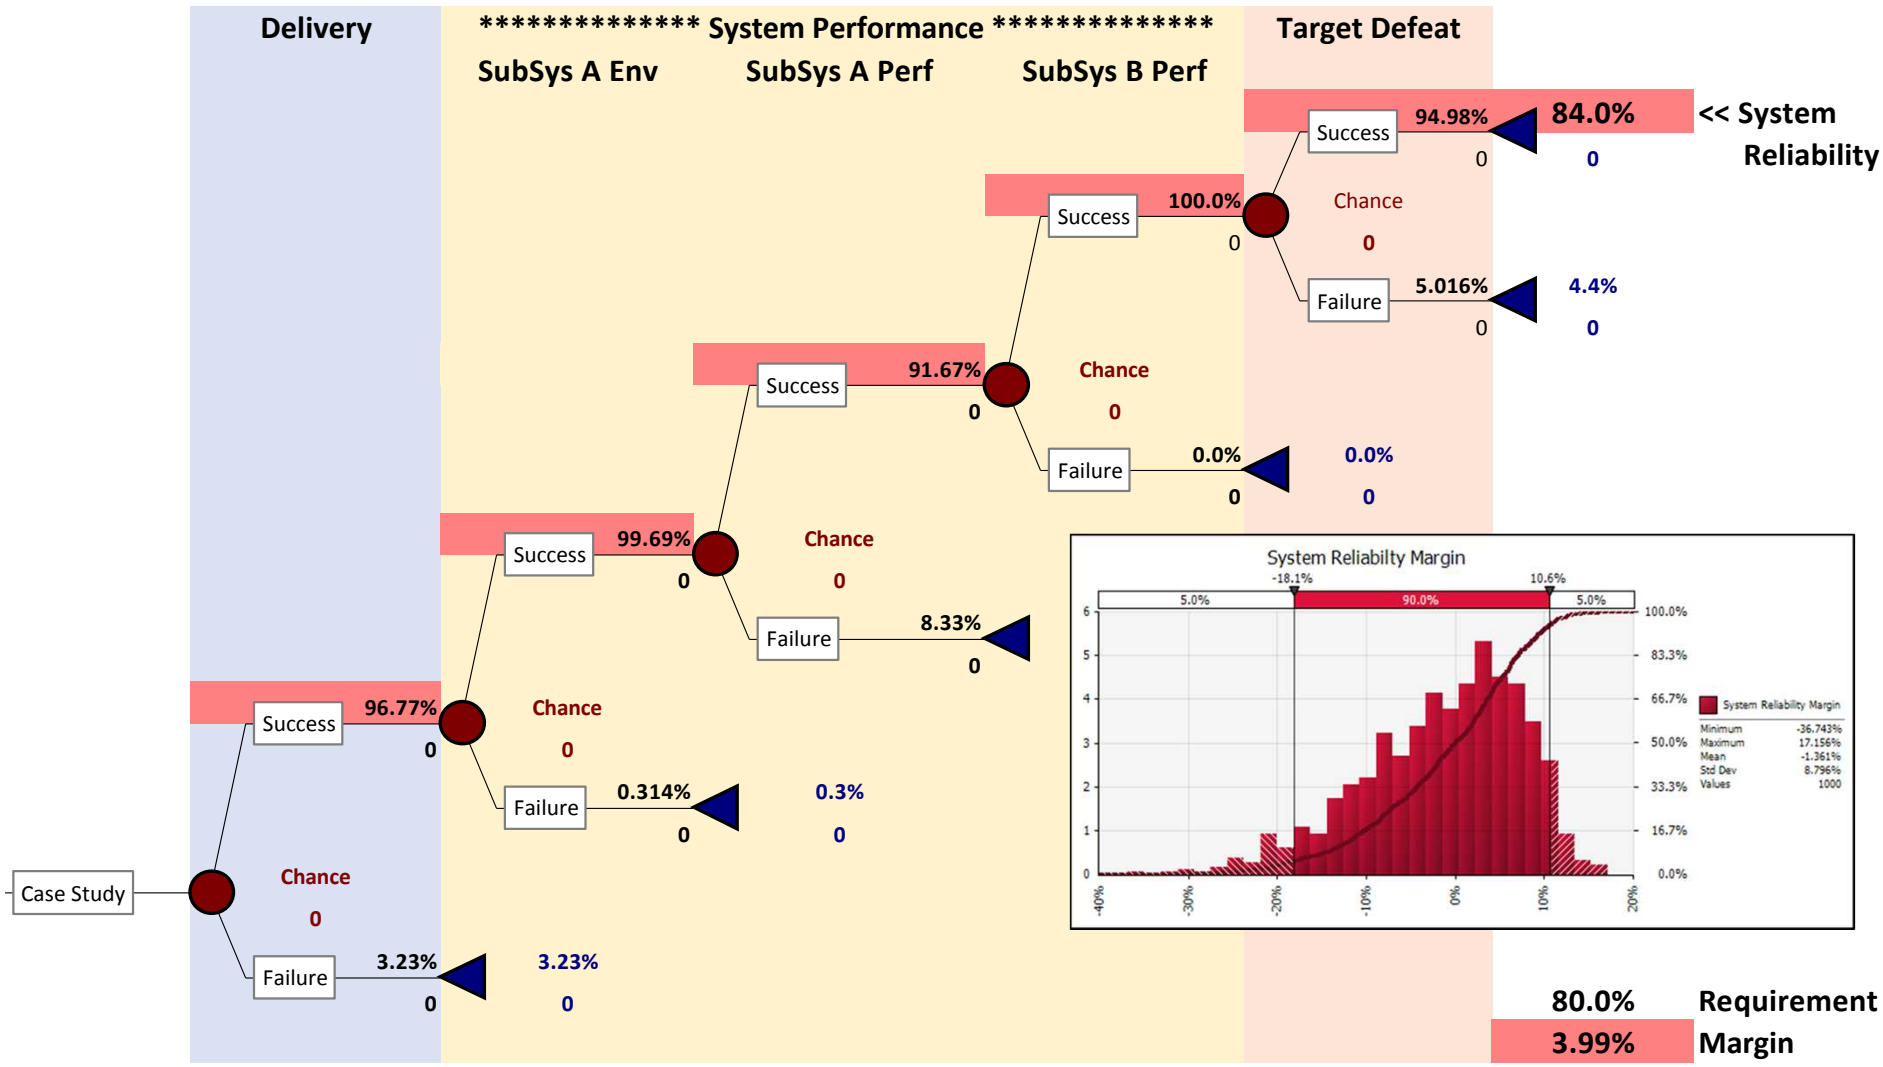 Delivery
************** System Performance **************
Target Defeat
SubSys A Env
SubSys A Perf
SubSys B Perf
Success
94.98%
84.0%
<< System
Reliability
0
0
Success
100.0%
0
Chance
0
Failure
5.016%
0
4.4%
0
Success
91.67%
0
Chance
0
Failure
0.0%
0
0.0%
0
Success
99.69%
0
Chance
0
Failure
8.33%
0
Success
96.77%
0
Chance
0
Failure
0.314%
0
0.3%
0
Case Study
Chance
0
Failure
3.23%
0
3.23%
0
System Reliabilty Margin
-18.1%
10.6%
5.0%
90.0%
5.0%
6
5
4
3
2
1
0
100.0%
83.3%
66.7%
50.0%
33.3%
16.7%
0.0%
-40%
-30%
-20%
-10%
0%
10%
20%
System Reliability Margin
Minimum -36.743%
Maximum 17.156%
Mean -1.361%
Std Dev 8.796%
Values 1000
80.0% Requirement
3.99% Margin